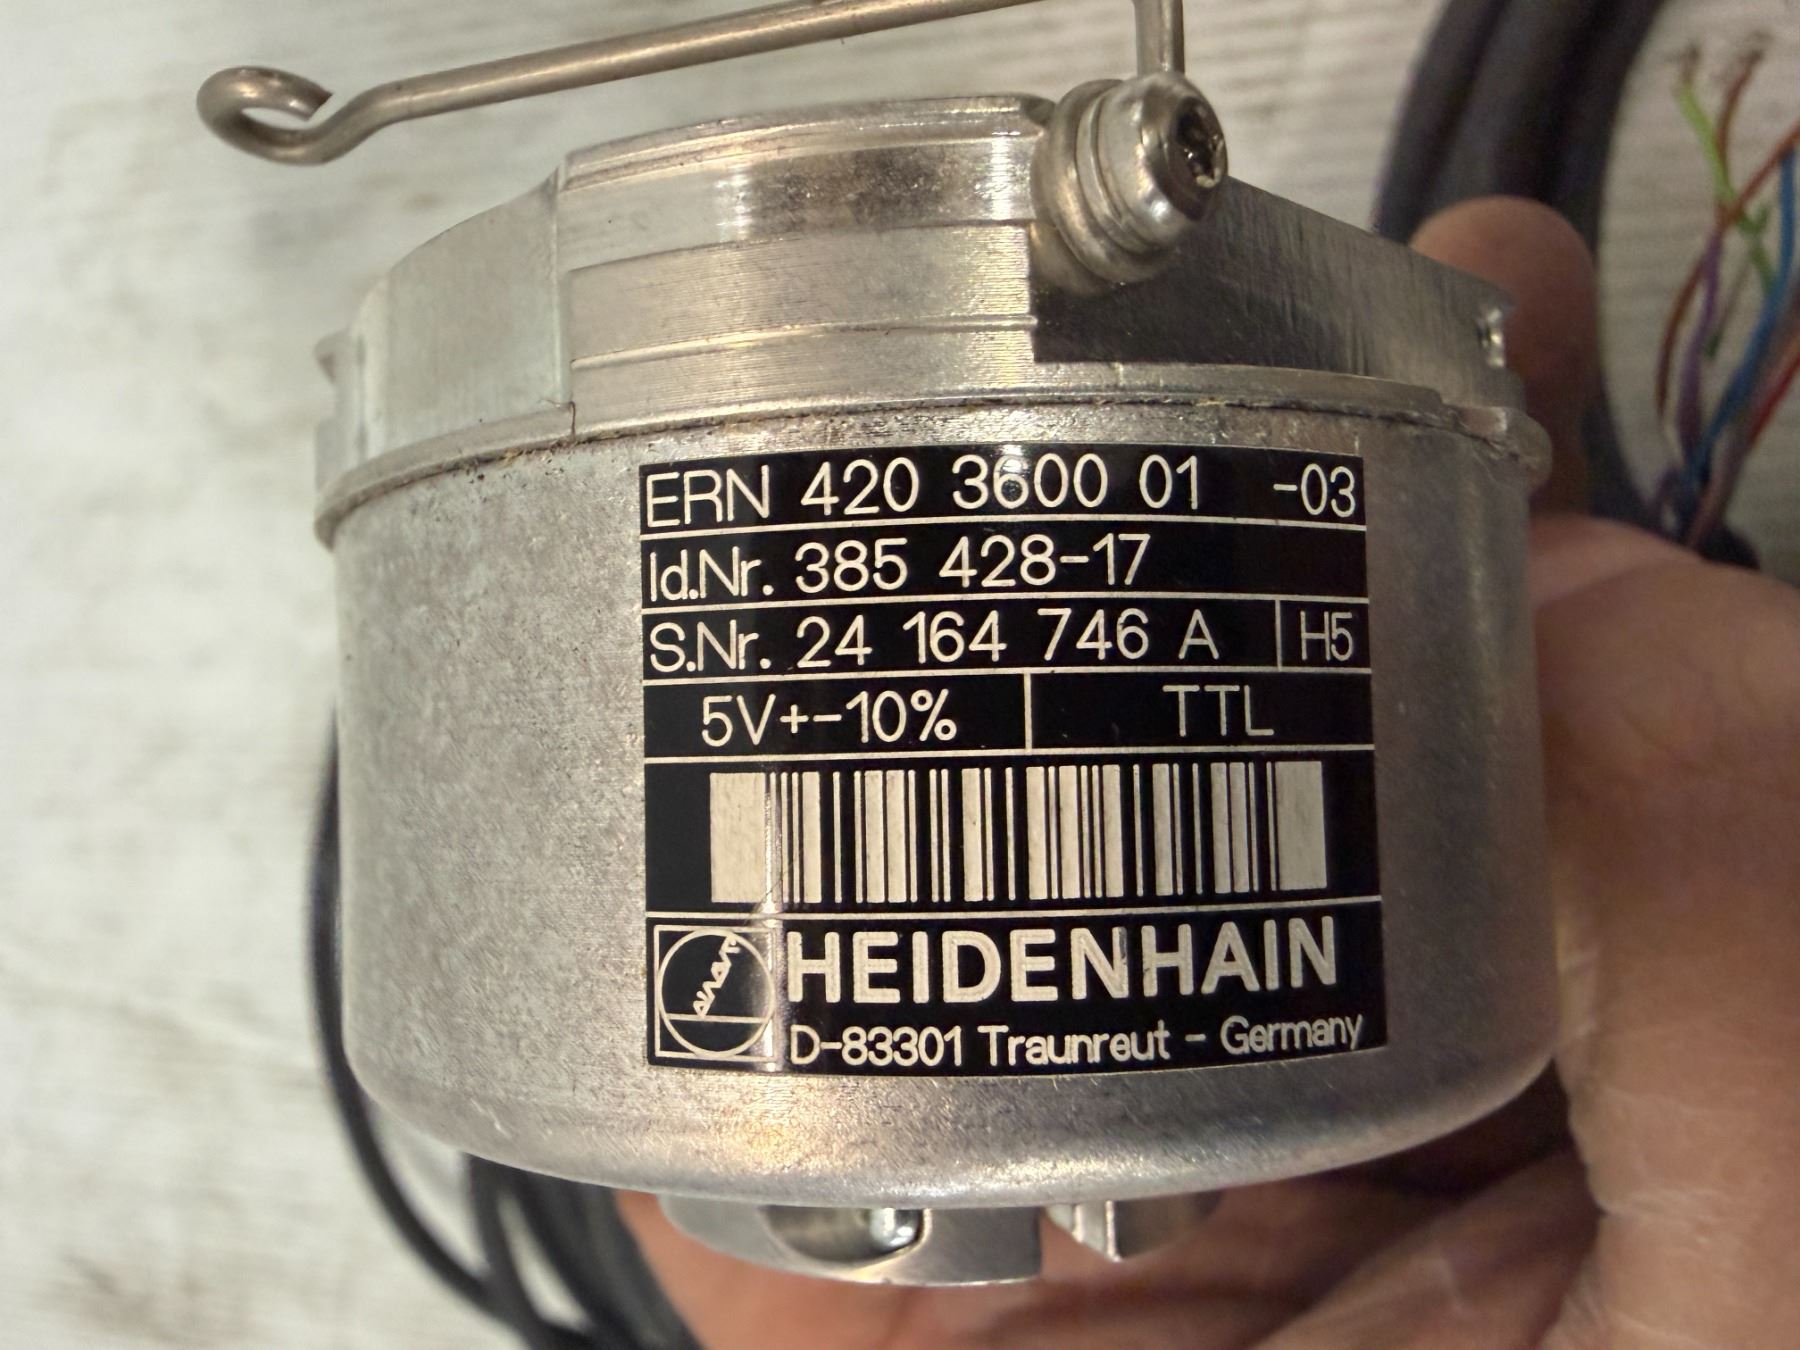 ERN 420 3600 01 -03
Id.Nr. 385 428-17
S.Nr. 24 164 746 A H5
5V+-10% TTL
HEIDENHAIN
D-83301 Traunreut - Germany